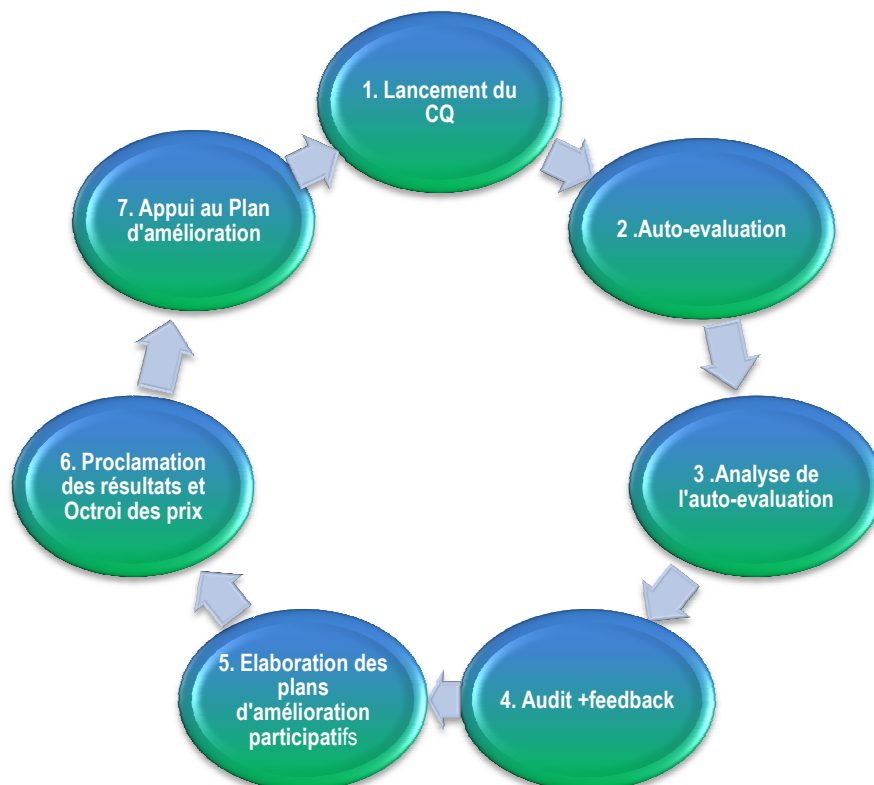 1. Lancement du
CQ
2 .Auto-evaluation
3 .Analyse de
l'auto-evaluation
4. Audit +feedback
5. Elaboration des
plans
d'amélioration
participatifs
6. Proclamation
des résultats et
Octroi des prix
7. Appui au Plan
d'amélioration